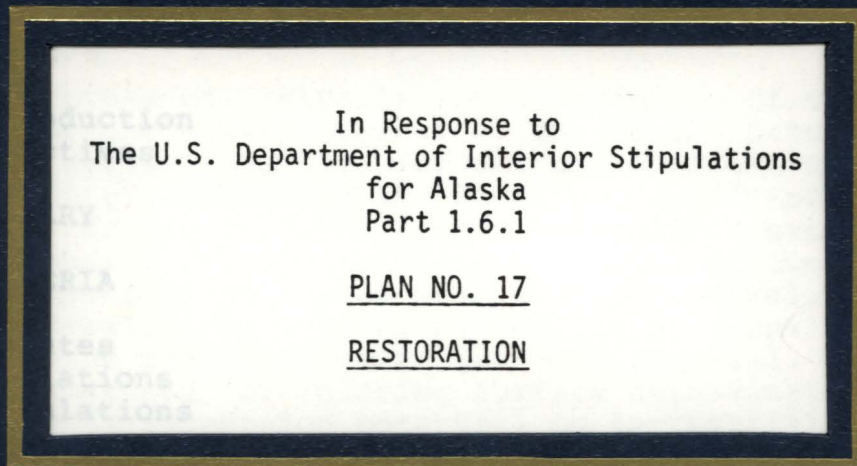 In Response to
The U.S. Department of Interior Stipulations
for Alaska
Part 1.6.1
PLAN NO. 17
RESTORATION